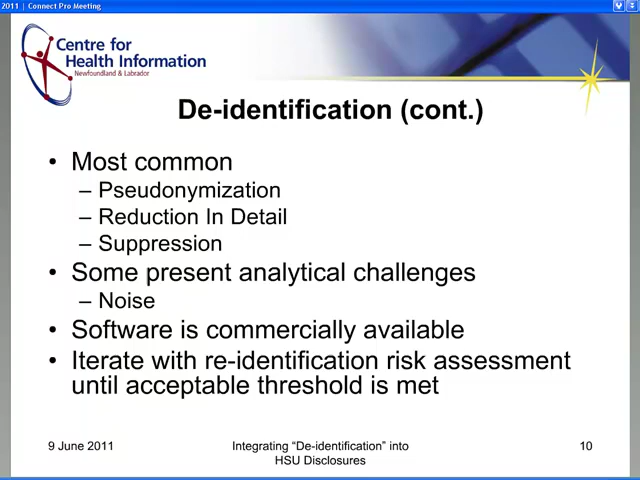 2011 | Connect Pro Meeting
Centre for
Health Information
Newfoundland & Labrador
De-identification (cont.)
• Most common
– Pseudonymization
– Reduction In Detail
– Suppression
• Some present analytical challenges
– Noise
• Software is commercially available
• Iterate with re-identification risk assessment
until acceptable threshold is met
9 June 2011
Integrating “De-identification” into
HSU Disclosures
10